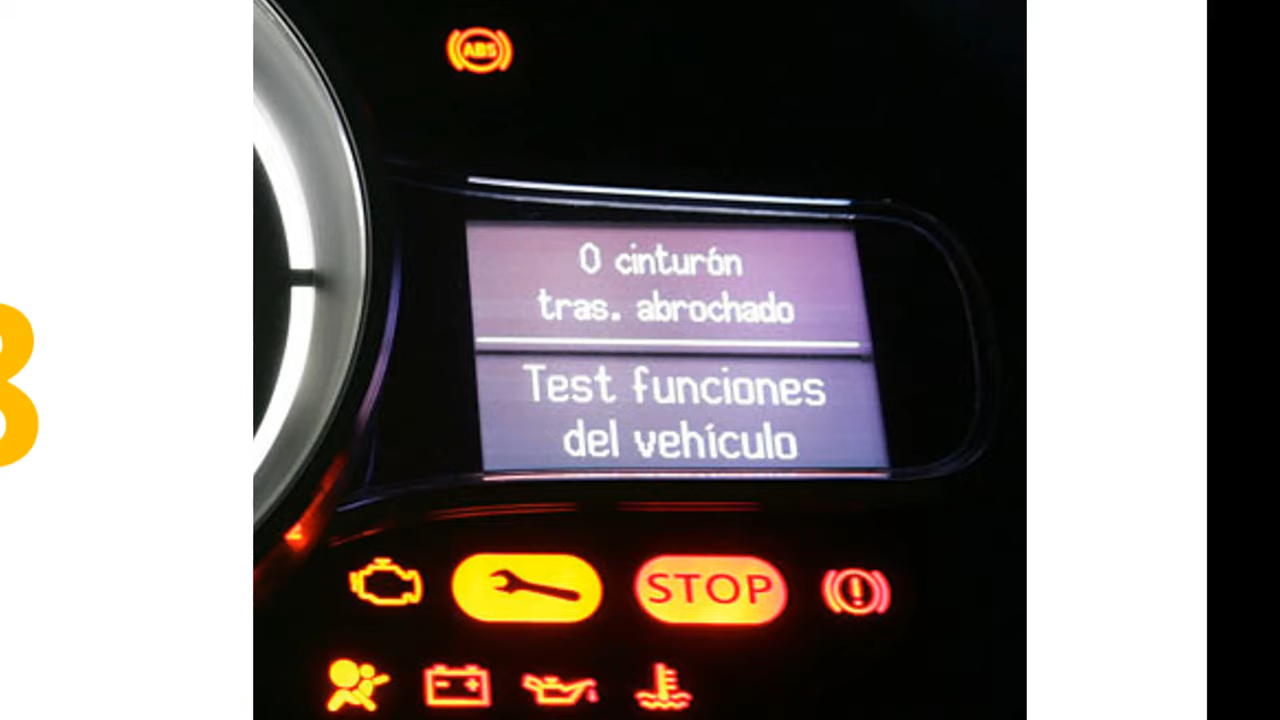 ABS
0 cinturón
tras. abrochado
Test funciones
del vehículo
STOP